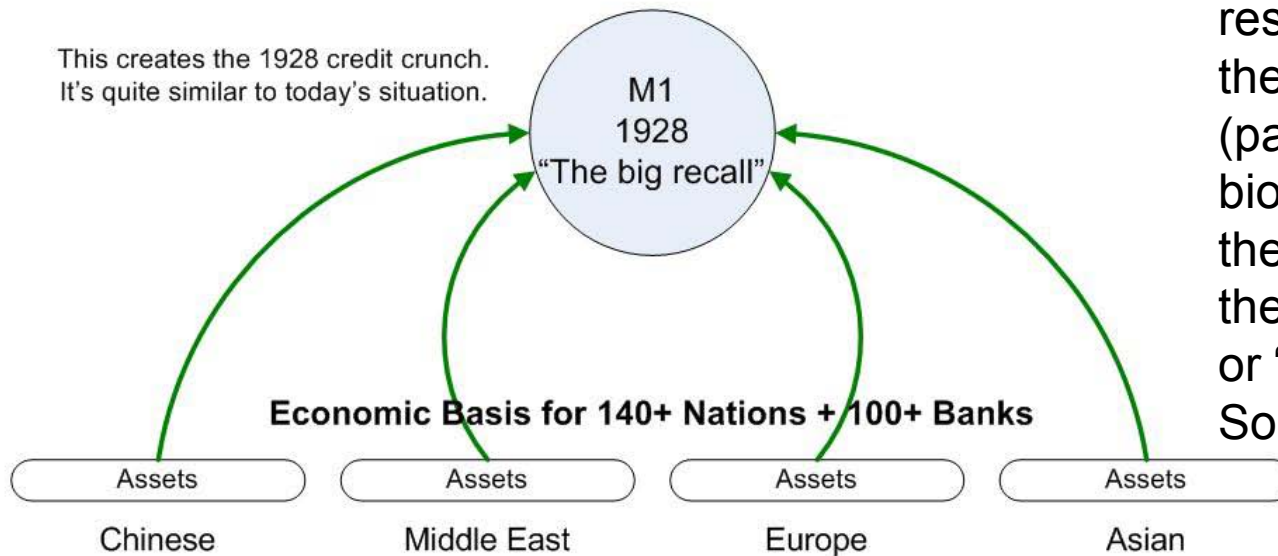 This creates the 1928 credit crunch.
It's quite similar to today's situation.
M1
1928
“The big recall”
Economic Basis for 140+ Nations + 100+ Banks
Assets
Assets
Assets
Assets
Chinese
Middle East
Europe
Asian
res
the
(pa
bio
the
the
or “
So